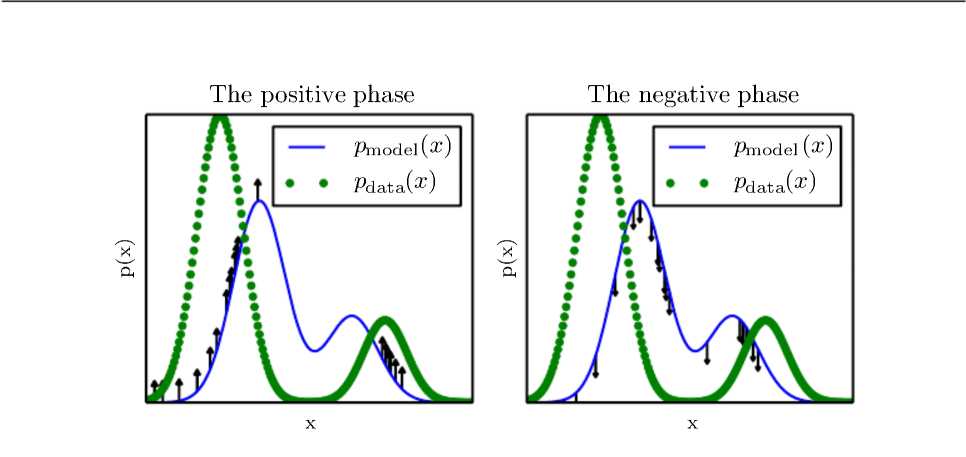 The positive phase
p_model(x)
p_data(x)
p(x)
x
The negative phase
p_model(x)
p_data(x)
p(x)
x